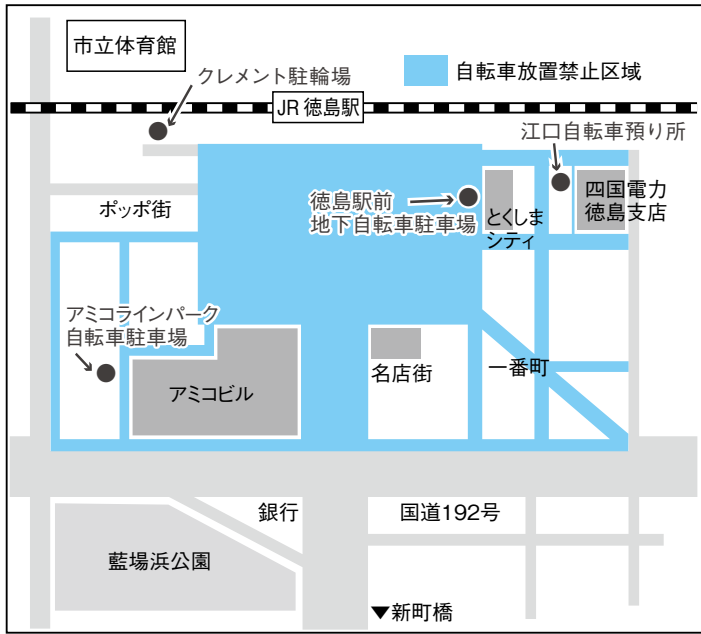 市立体育館
自転車放置禁止区域
クレメント駐輪場
JR 徳島駅
江口自転車預り所
ポッポ街
徳島駅前
地下自転車駐車場
とくしま
シティ
四国電力
徳島支店
アミコラインパーク
自転車駐車場
アミコビル
名店街
一番町
銀行
国道192号
藍場浜公園
▼新町橋